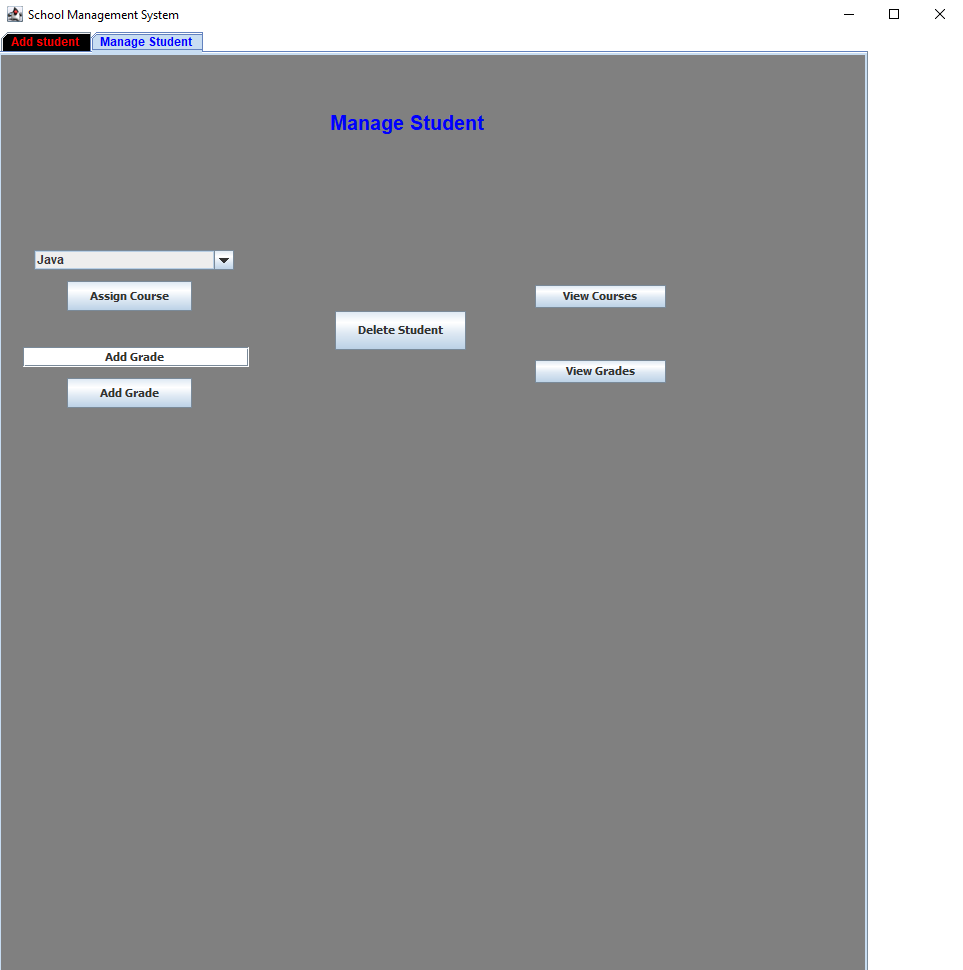 School Management System
Add student
Manage Student
Manage Student
Java
Assign Course
View Courses
Delete Student
Add Grade
View Grades
Add Grade